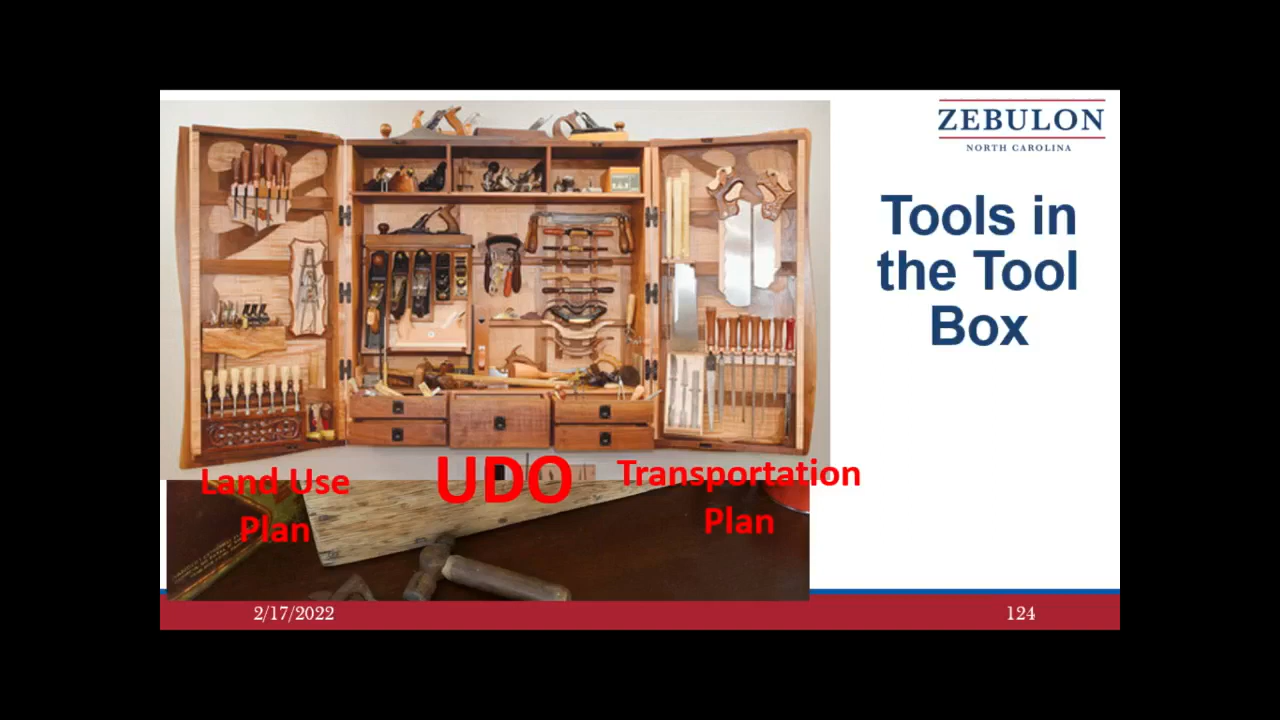 ZEBULON
NORTH CAROLINA
Tools in
the Tool
Box
Land Use
Plan
UDO
Transportation
Plan
2/17/2022
124